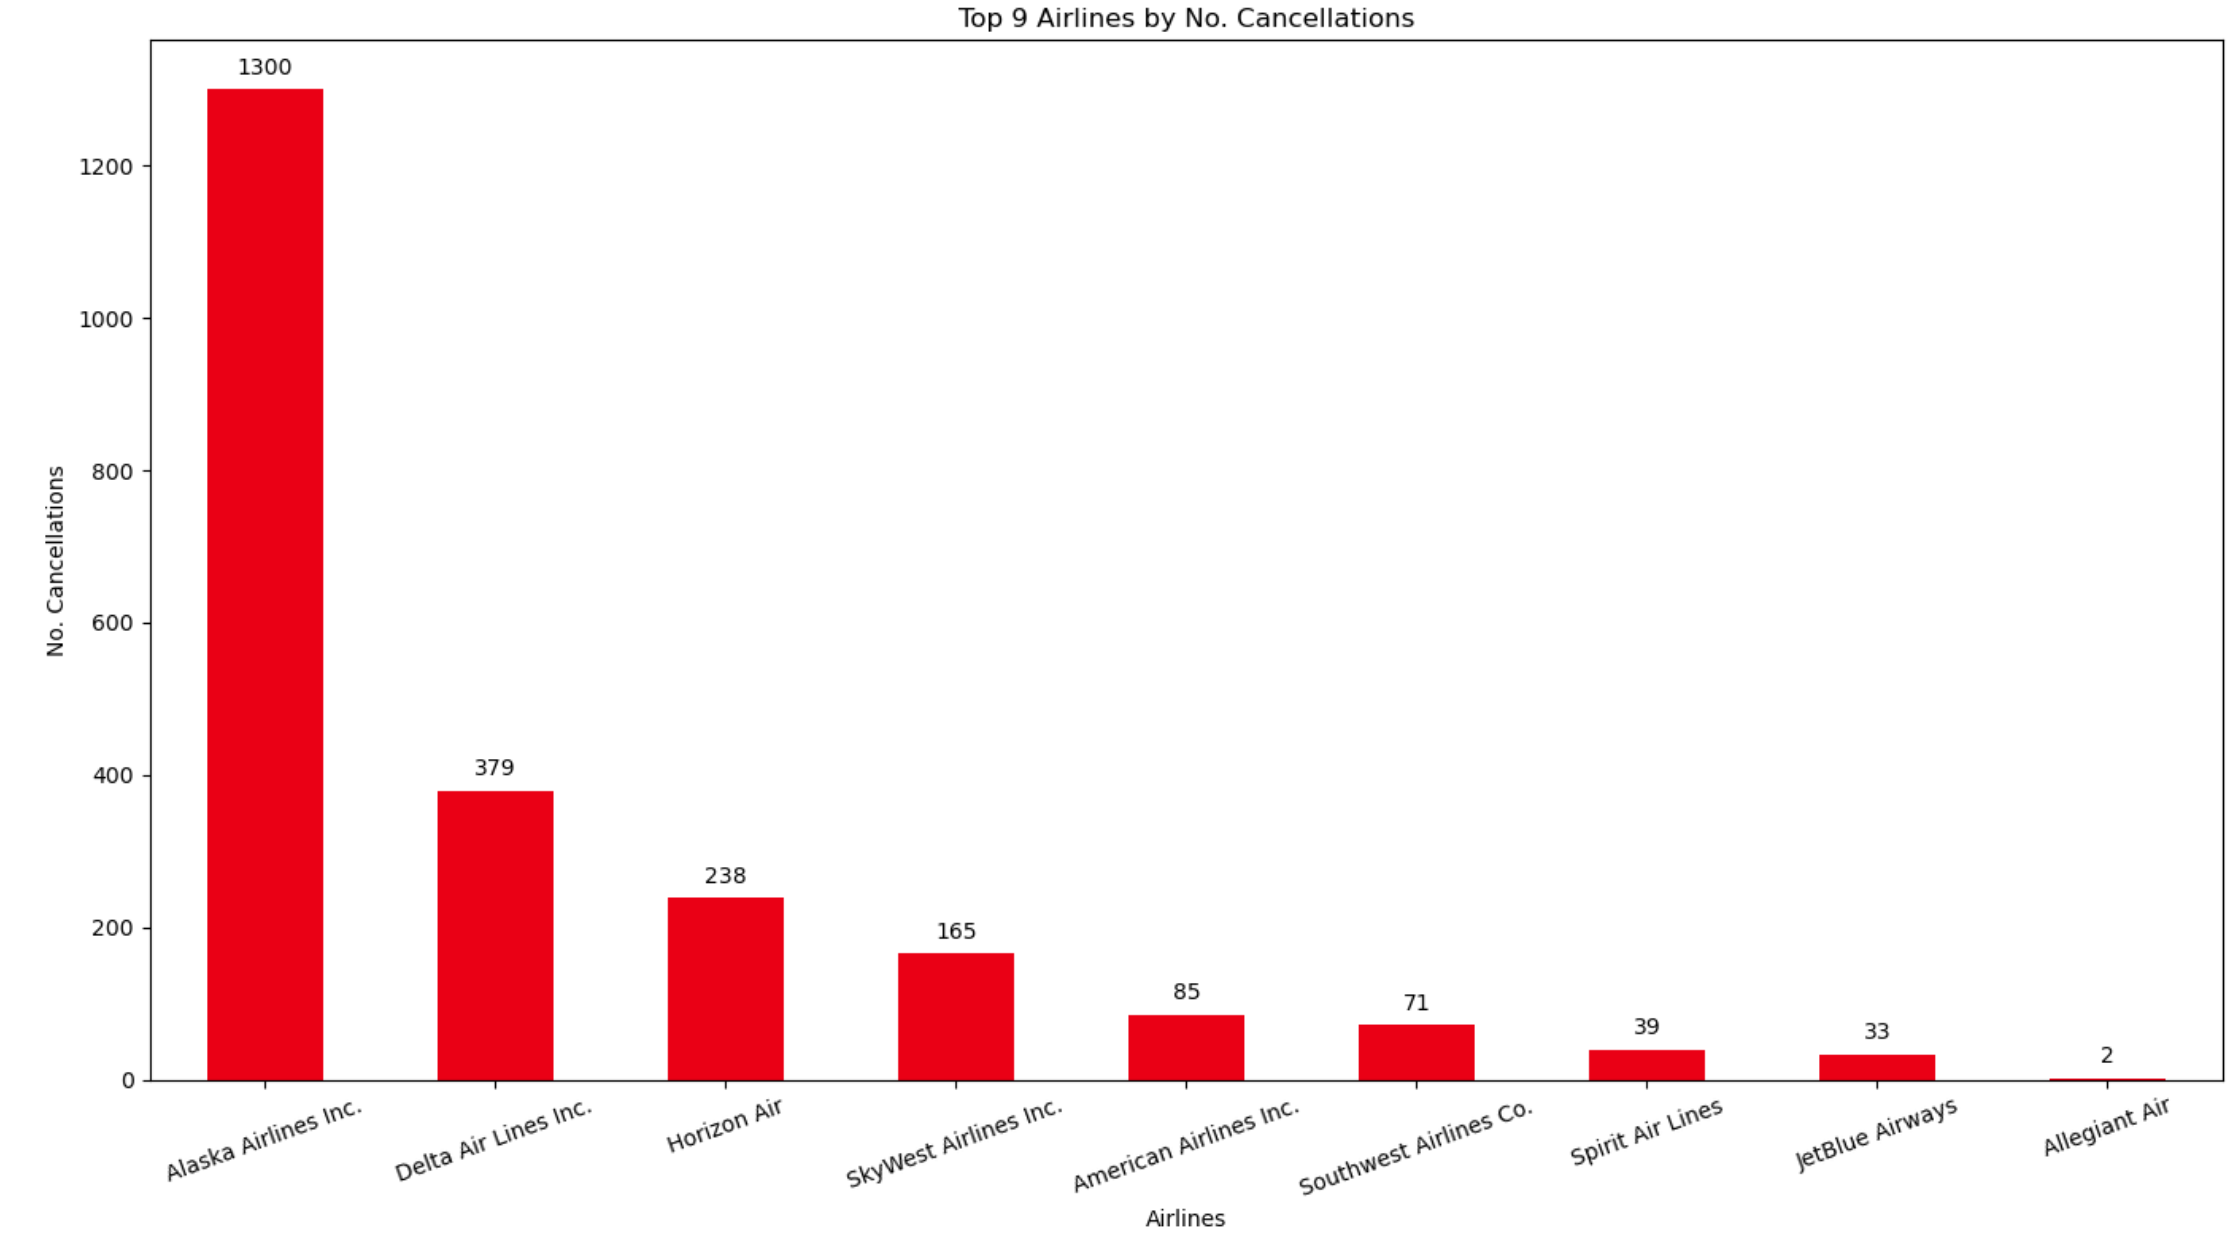 Top 9 Airlines by No. Cancellations
1300
1200
1000
800
600
400
200
0
No. Cancellations
379
238
165
85
71
39
33
2
Alaska Airlines Inc.
Delta Air Lines Inc.
Horizon Air
SkyWest Airlines Inc.
American Airlines Inc.
Southwest Airlines Co.
Spirit Air Lines
JetBlue Airways
Allegiant Air
Airlines